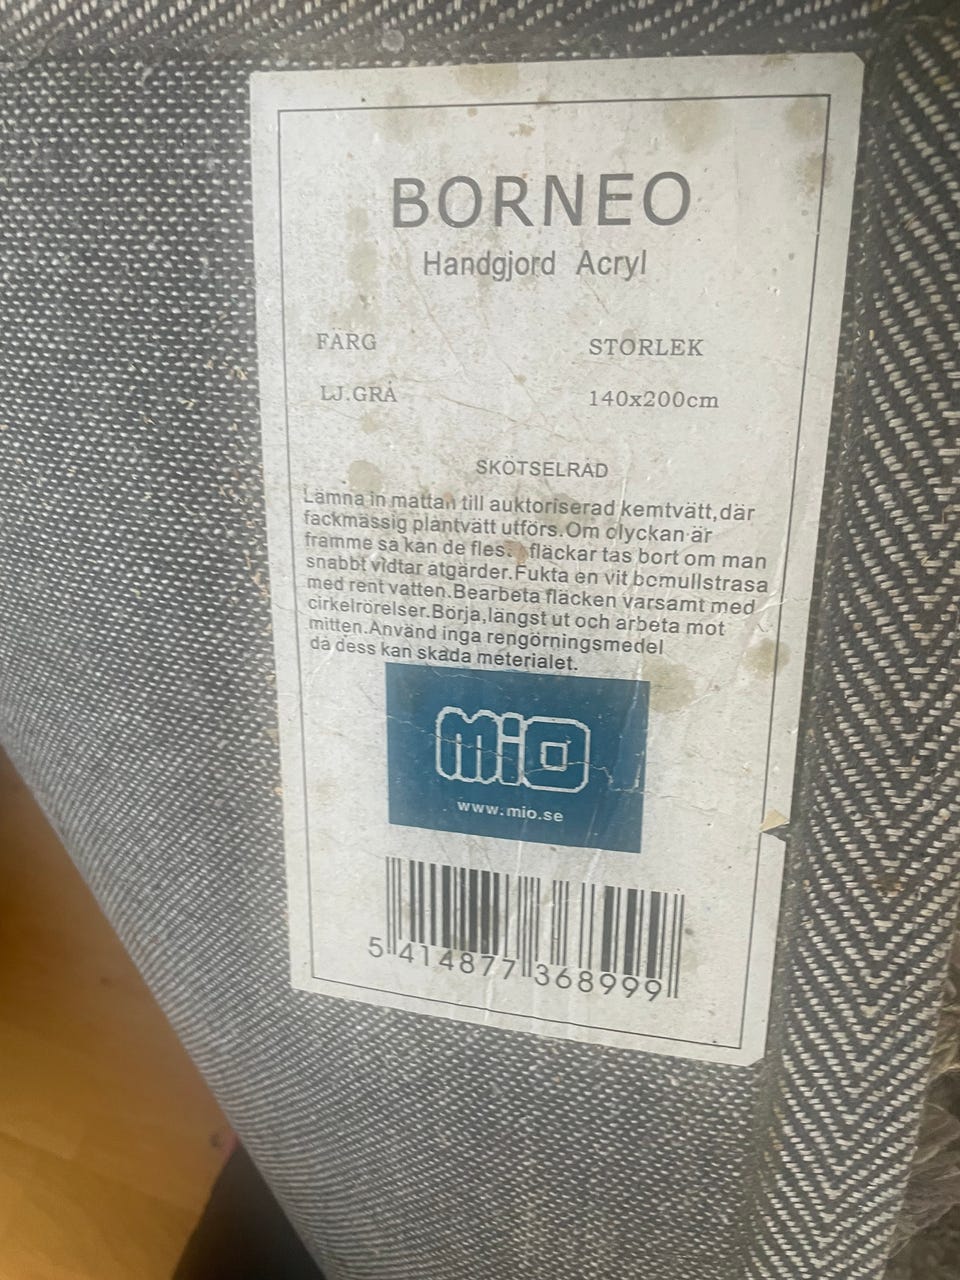 BORNEO
Handgjord Acryl
FÄRG STORLEK
LJ.GRÅ 140x200cm
SKÖTSELRÅD
Lämna in mattan till auktoriserad kemtvätt,där
fackmässig plantvätt utförs.Om olyckan är
framme så kan de fles. fläckar tas bort om man
snabbt vidtar åtgärder.Fukta en vit bcmullstrasa
med rent vatten.Bearbeta fläcken varsamt med
cirkelrörelser.Börja,längst ut och arbeta mot
mitten.Använd inga rengörningsmedel
då dess kan skada meterialet.
mio
www.mio.se
5 414877 368999